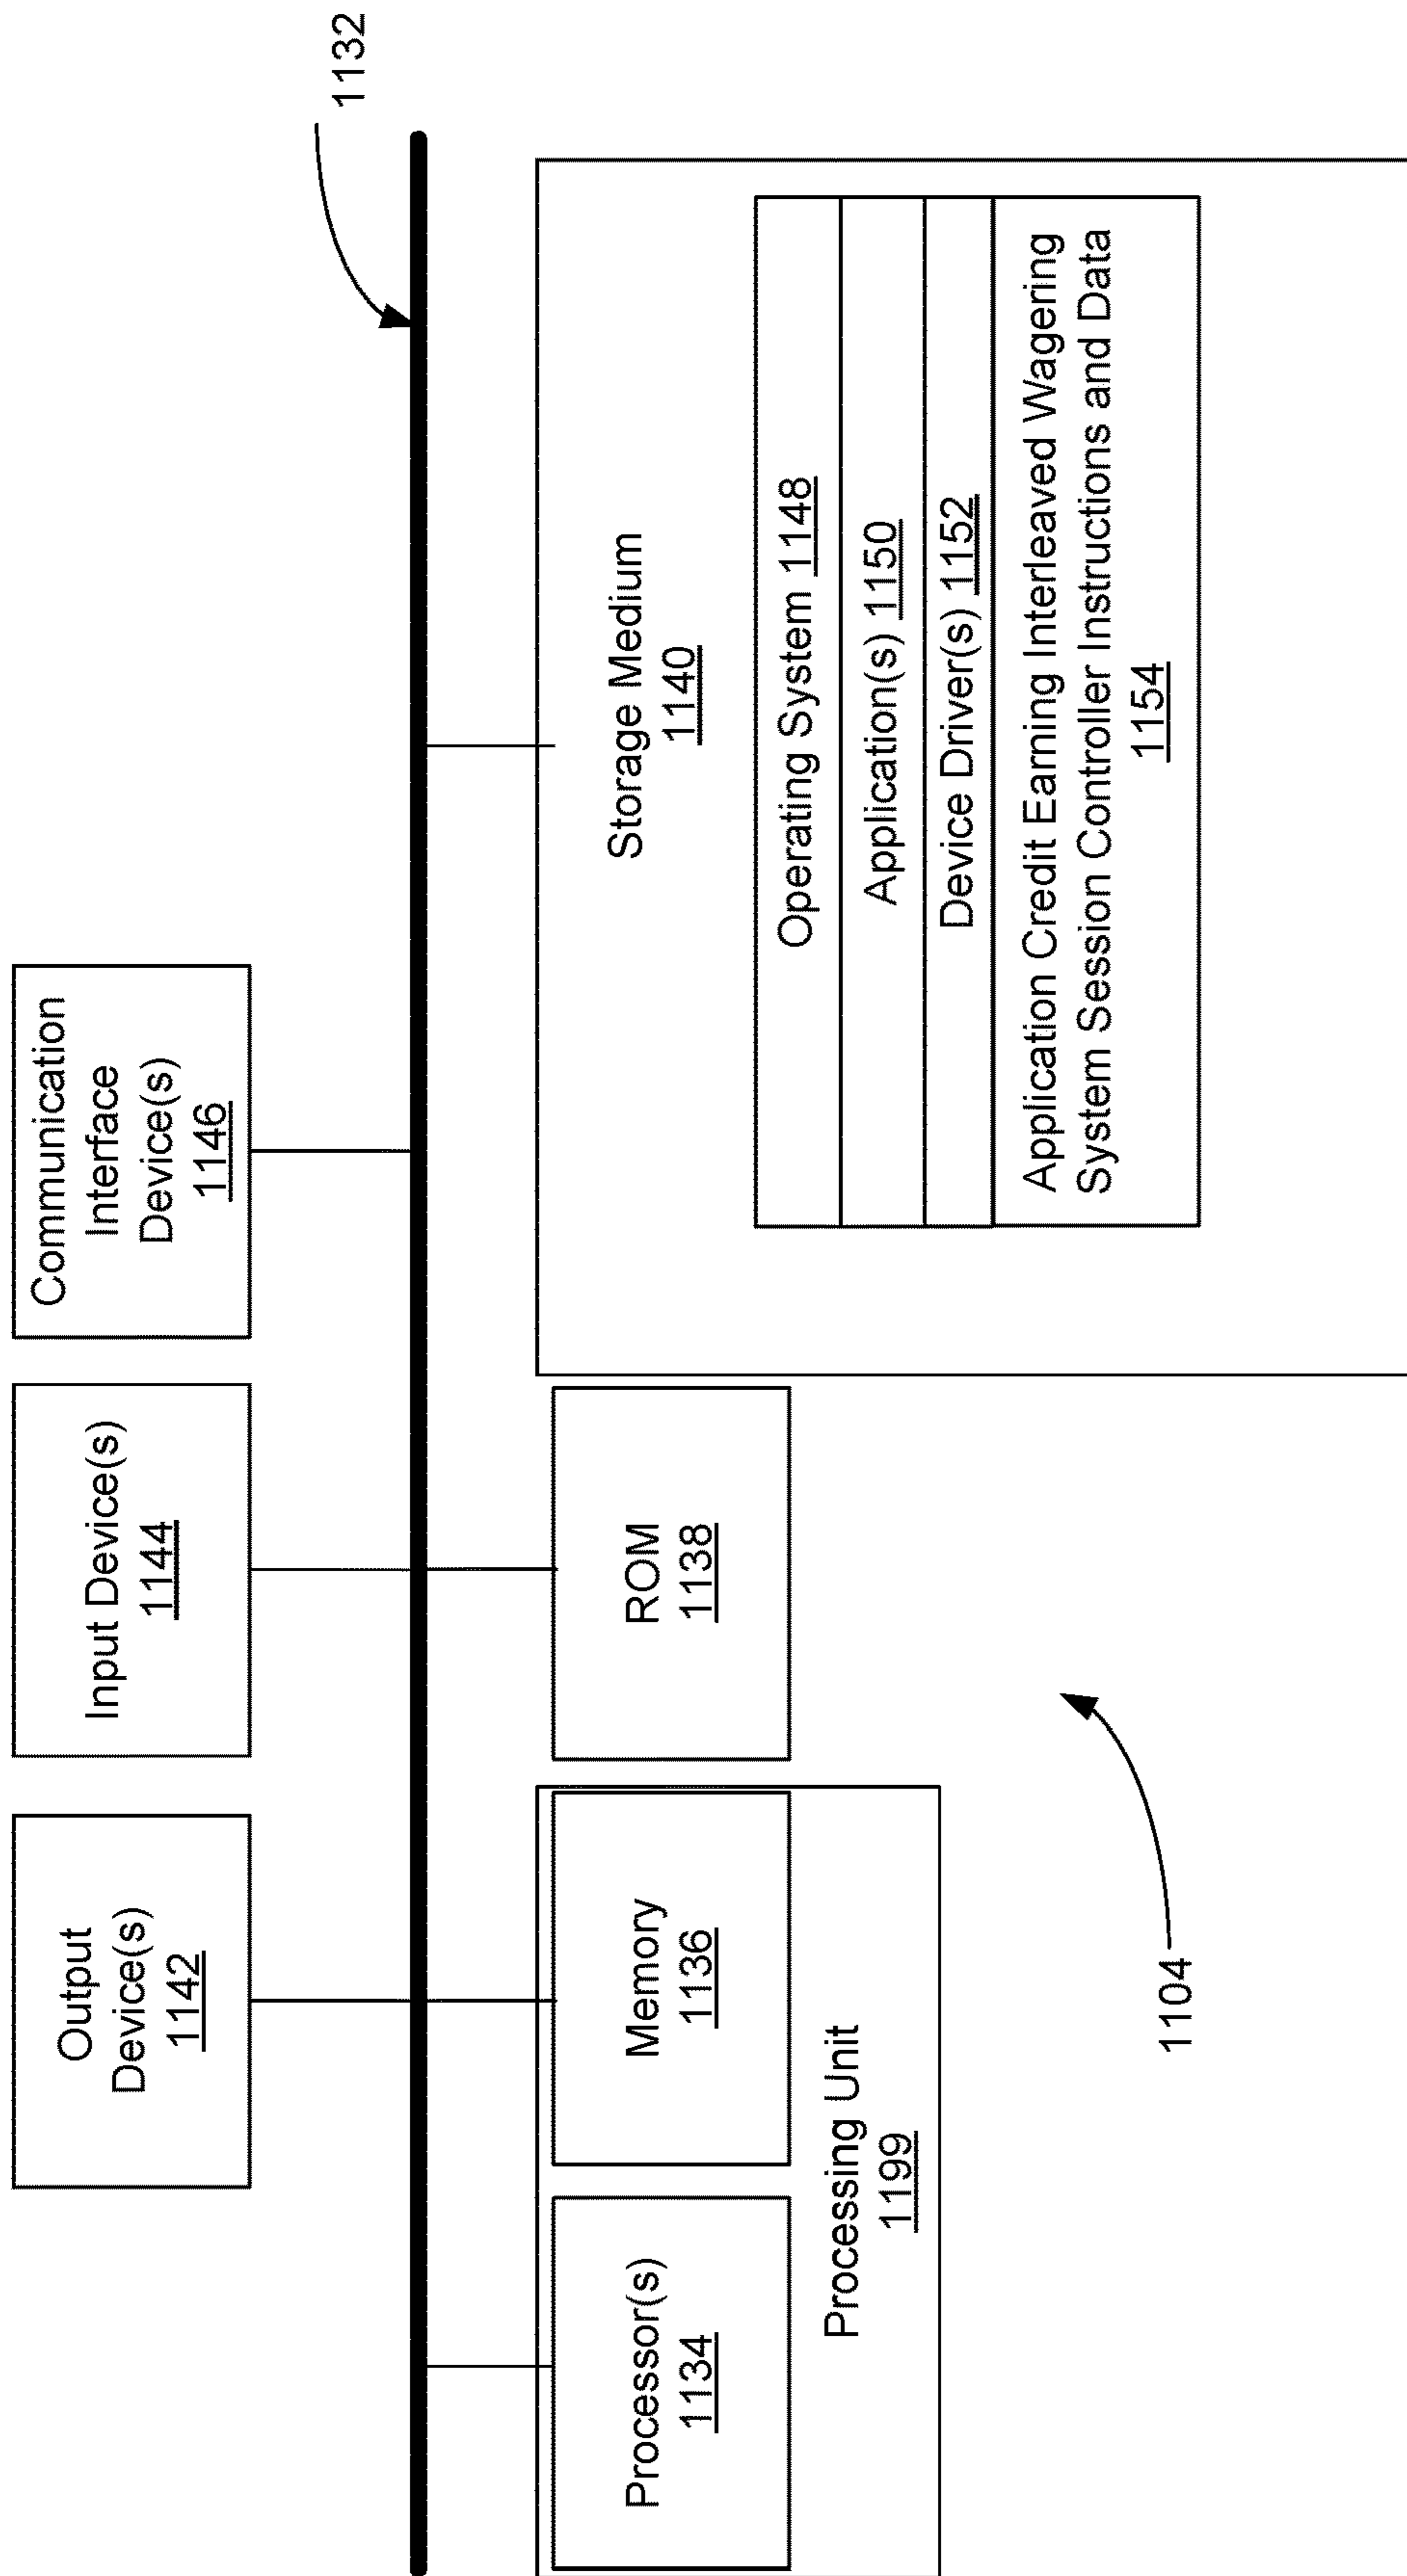 1132
Output
Device(s)
1142
Input Device(s)
1144
Communication
Interface
Device(s)
1146
Processor(s)
1134
Memory
1136
Processing Unit
1199
ROM
1138
Storage Medium
1140
Operating System 1148
Application(s) 1150
Device Driver(s) 1152
Application Credit Earning Interleaved Wagering
System Session Controller Instructions and Data
1154
1104